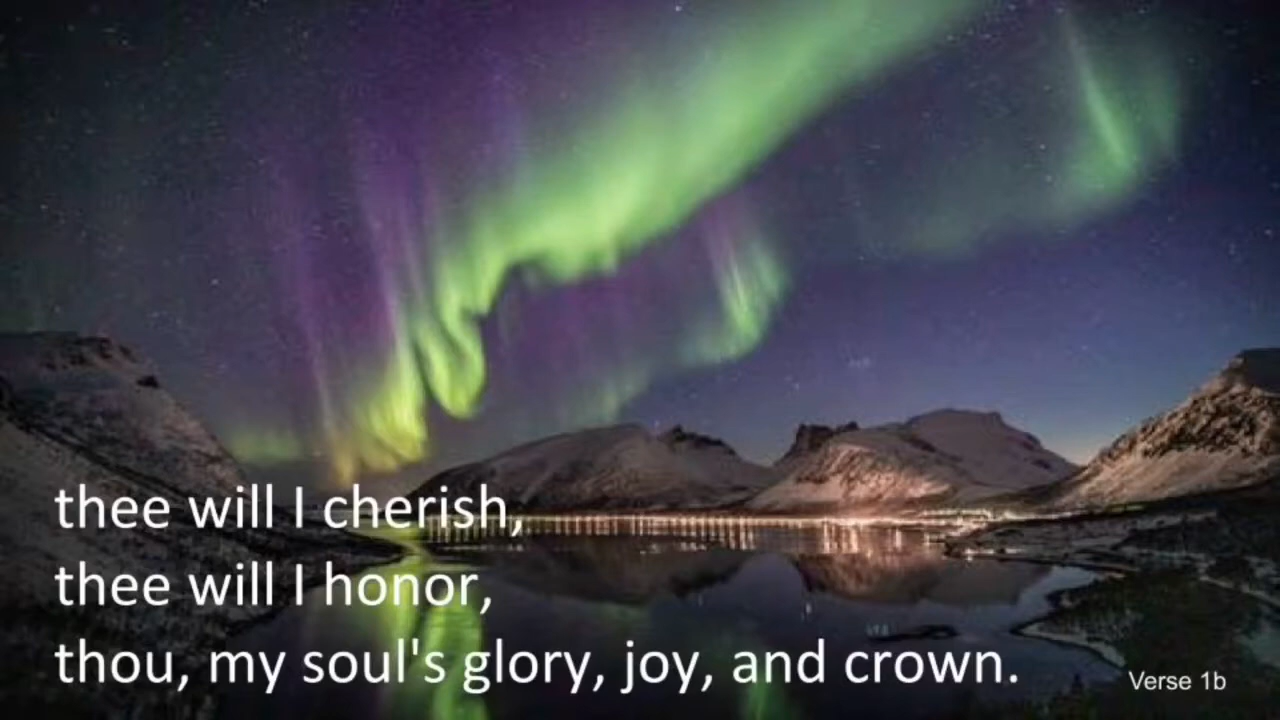 thee will I cherish,
thee will I honor,
thou, my soul's glory, joy, and crown.
Verse 1b